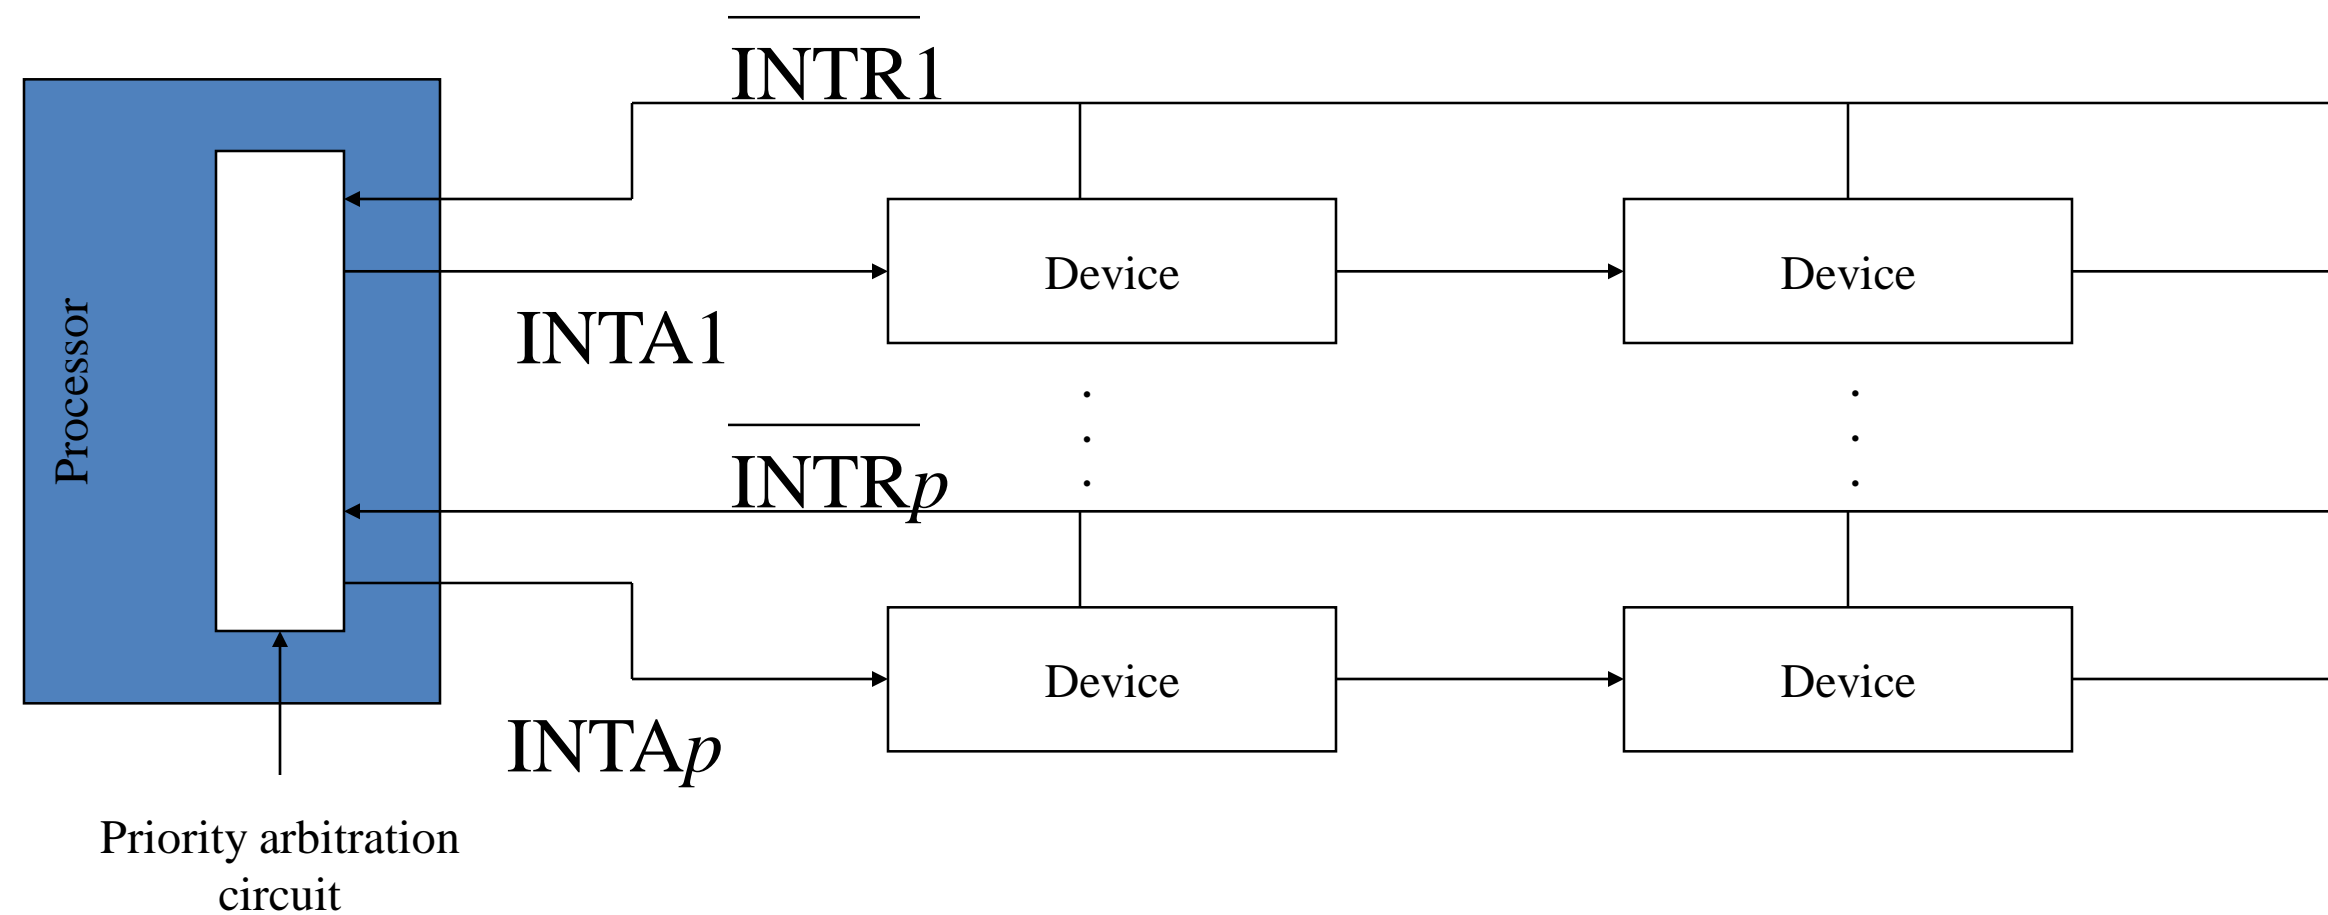 INTR1
Processor
Device
Device
INTA1
INTRp
Device
Device
INTAp
Priority arbitration
circuit